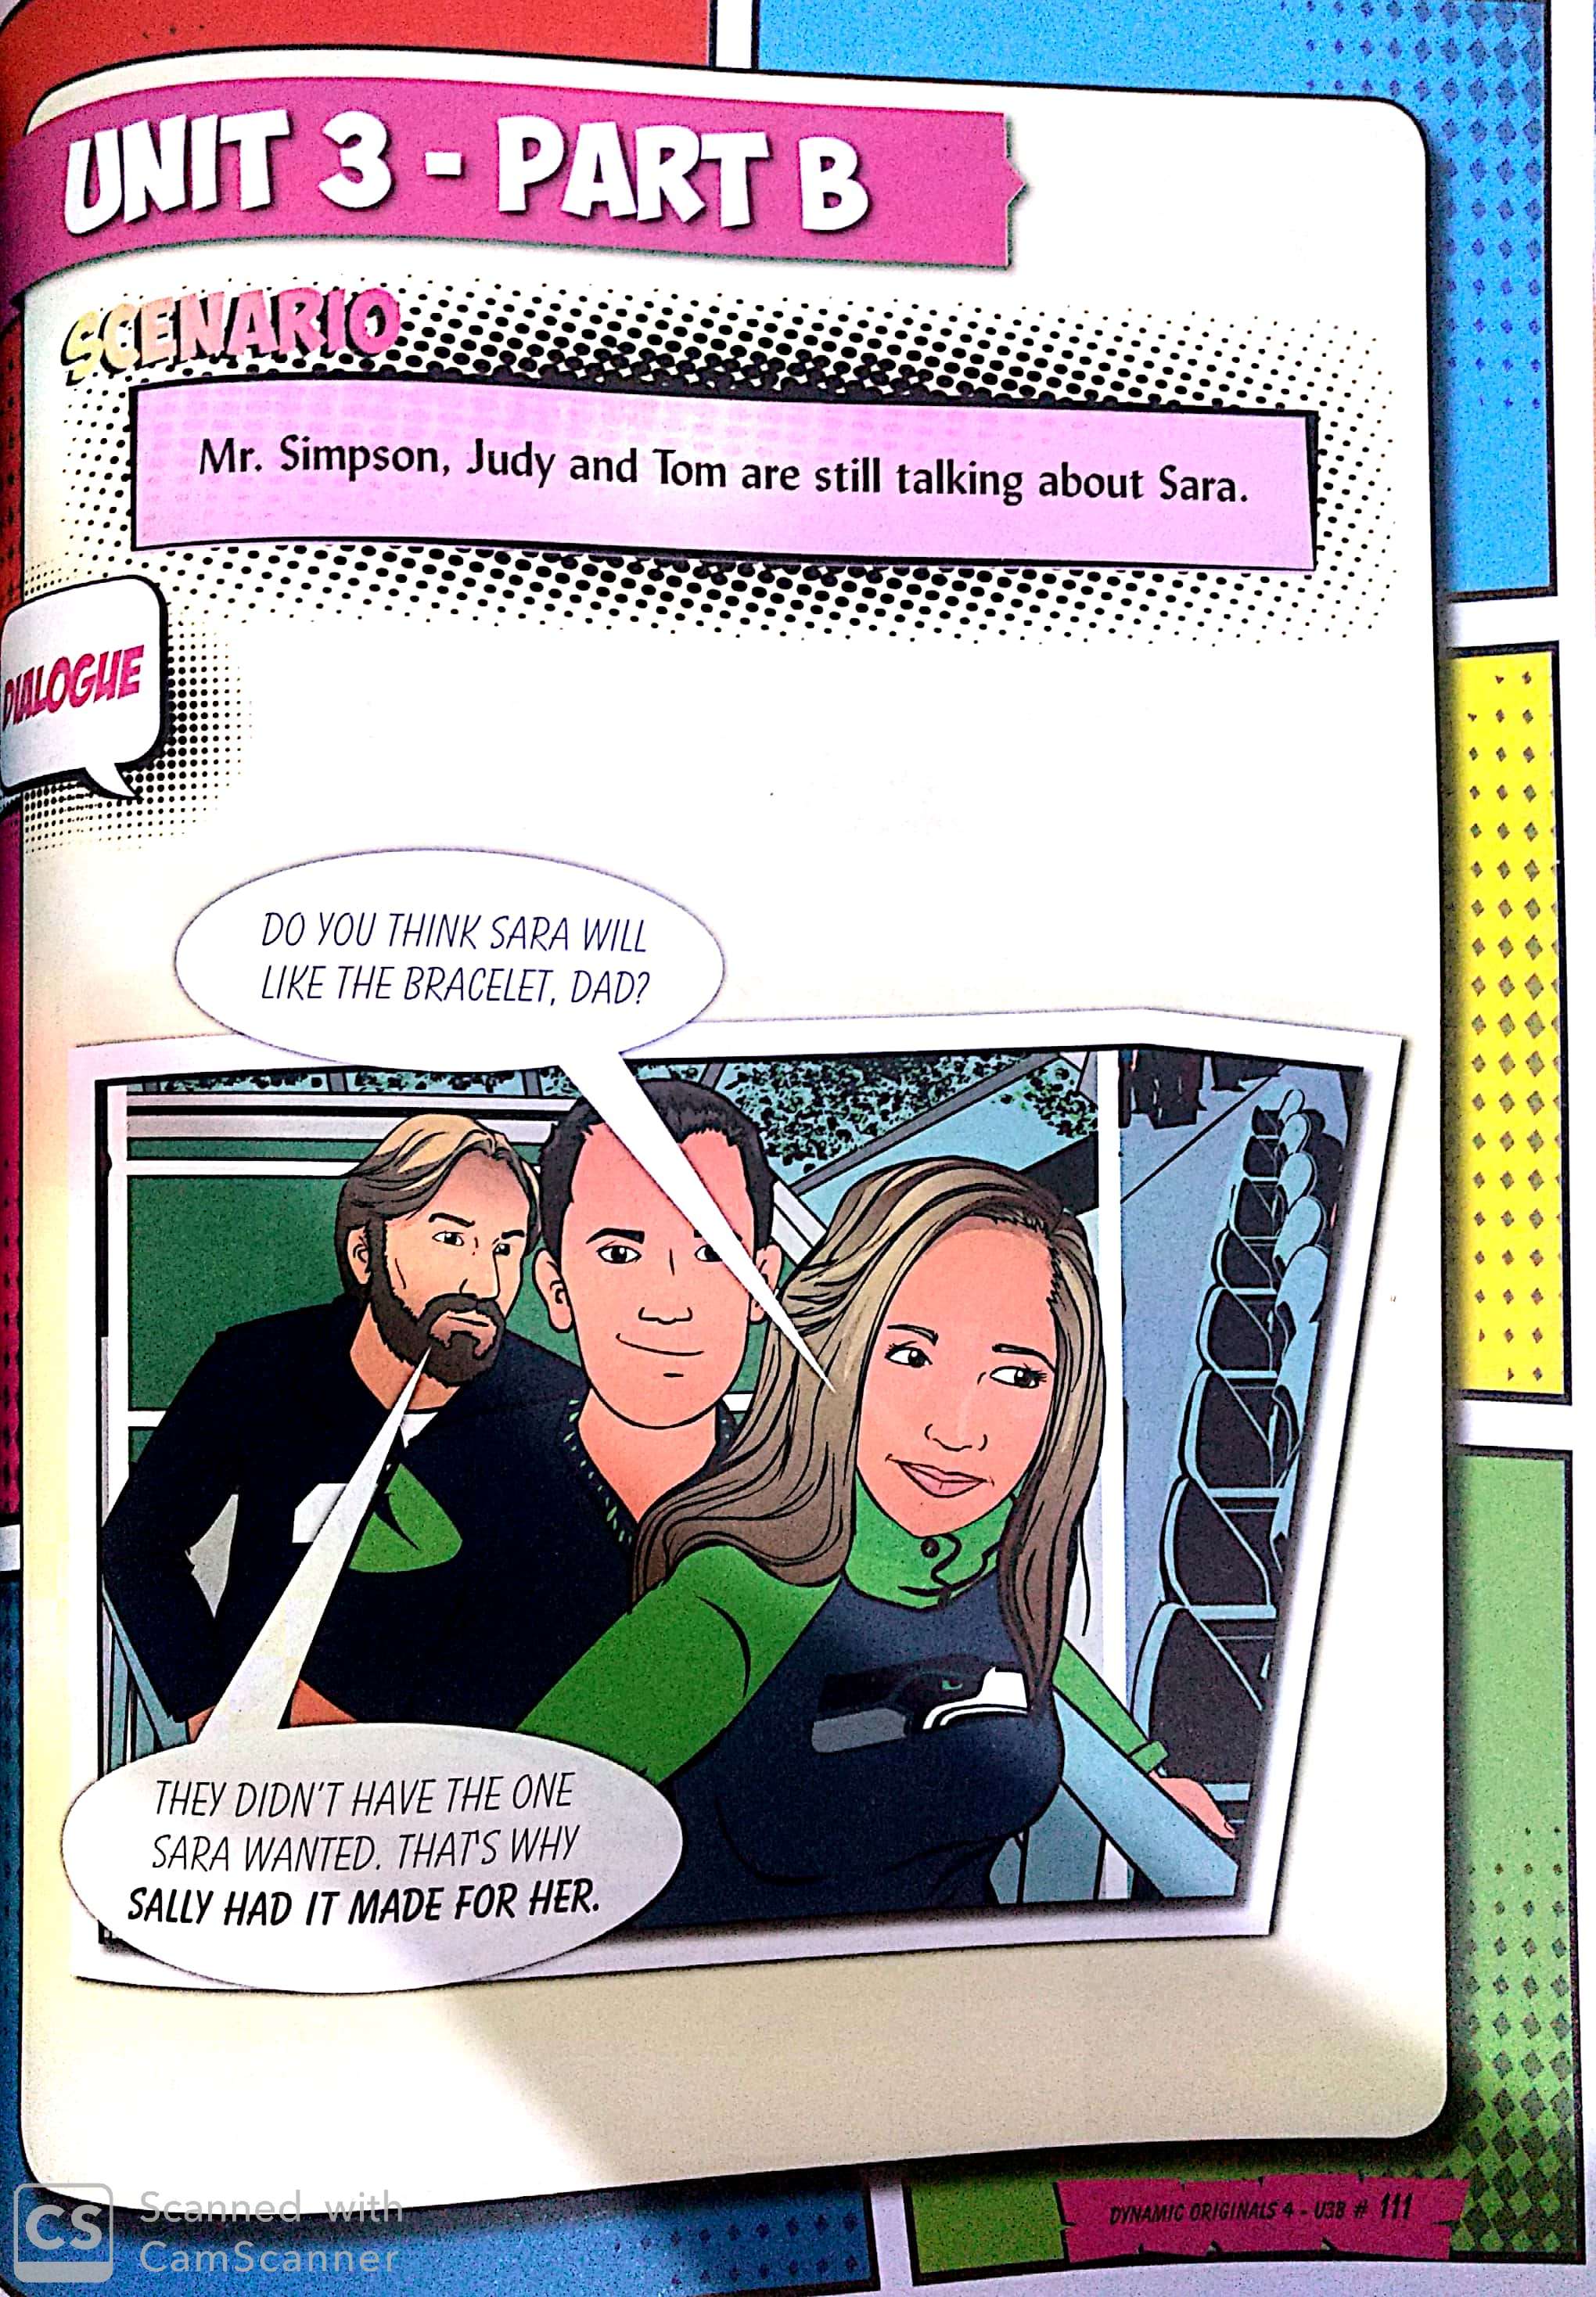 UNIT 3 - PART B
SCENARIO
Mr. Simpson, Judy and Tom are still talking about Sara.
DIALOGUE
DO YOU THINK SARA WILL
LIKE THE BRACELET, DAD?
THEY DIDN'T HAVE THE ONE
SARA WANTED. THAT'S WHY
SALLY HAD IT MADE FOR HER.
DYNAMIC ORIGINALS 4 - U3B # 111
CS
Scanned with
CamScanner